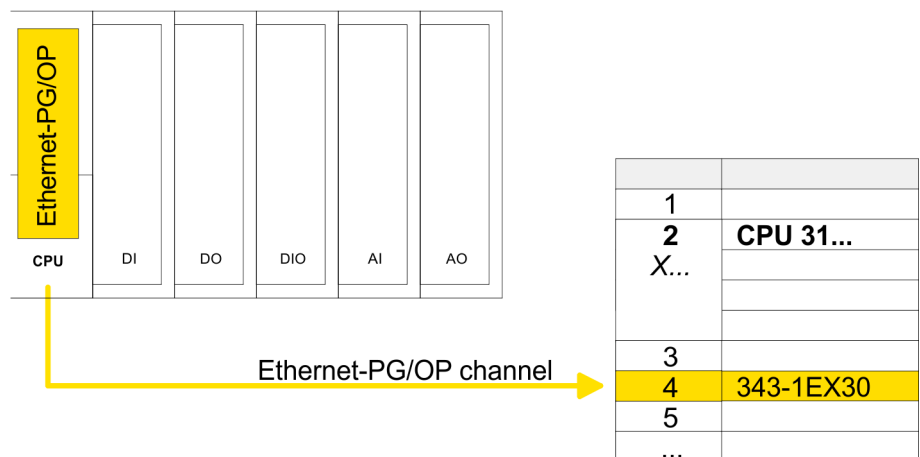 Ethernet-PG/OP
CPU
DI
DO
DIO
AI
AO
Ethernet-PG/OP channel
1
2 CPU 31...
X...
3
4 343-1EX30
5
...